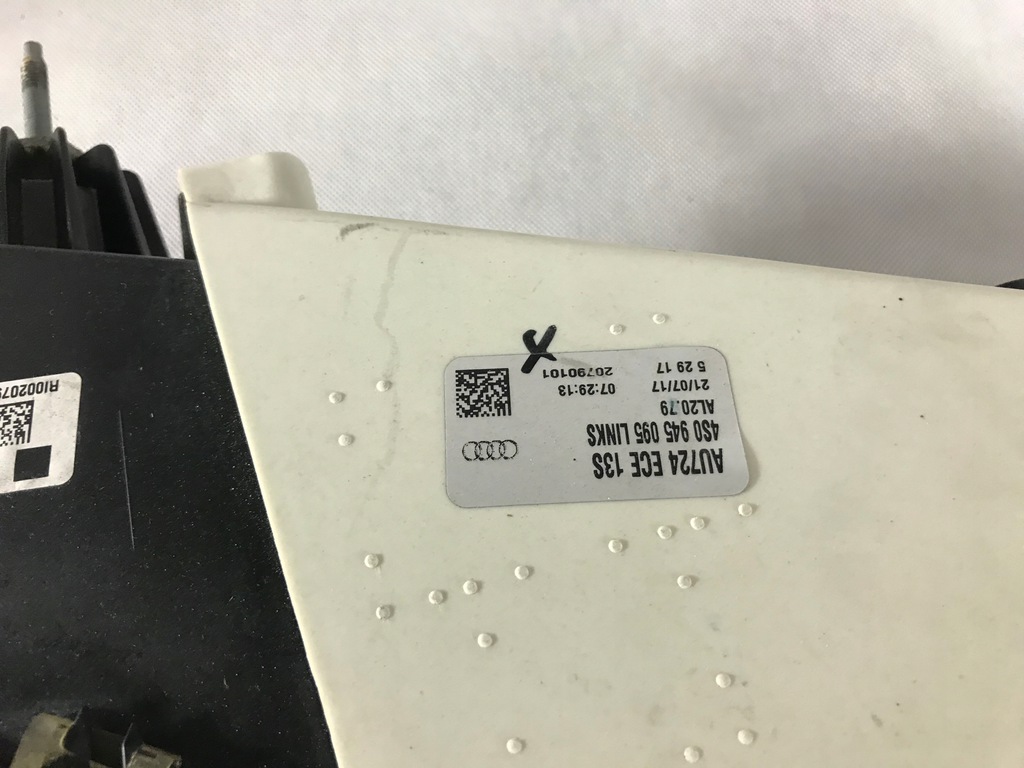 AU724 ECE 13S
4S0 945 095 LINKS
AL20.79
21/07/17 07:29:13
5 29 17 20790101
X
RI0002079